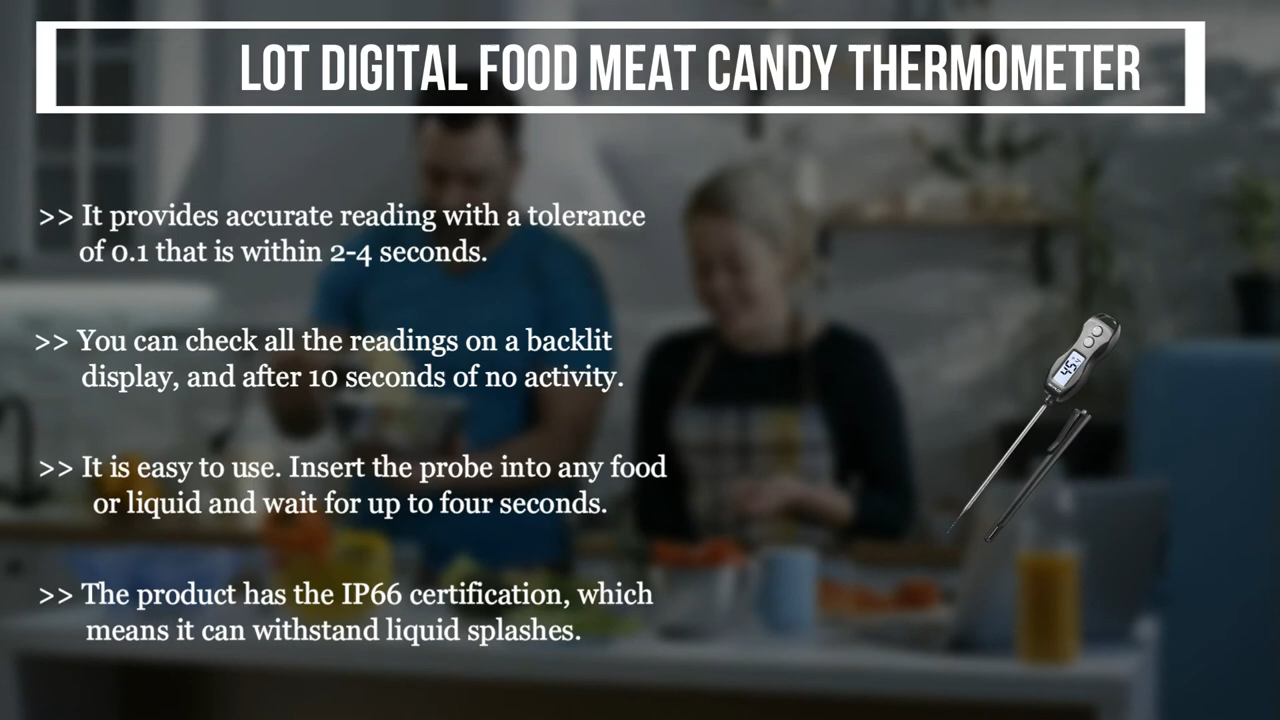 LOT DIGITAL FOOD MEAT CANDY THERMOMETER
>> It provides accurate reading with a tolerance
of 0.1 that is within 2-4 seconds.
>> You can check all the readings on a backlit
display, and after 10 seconds of no activity.
>> It is easy to use. Insert the probe into any food
or liquid and wait for up to four seconds.
>> The product has the IP66 certification, which
means it can withstand liquid splashes.